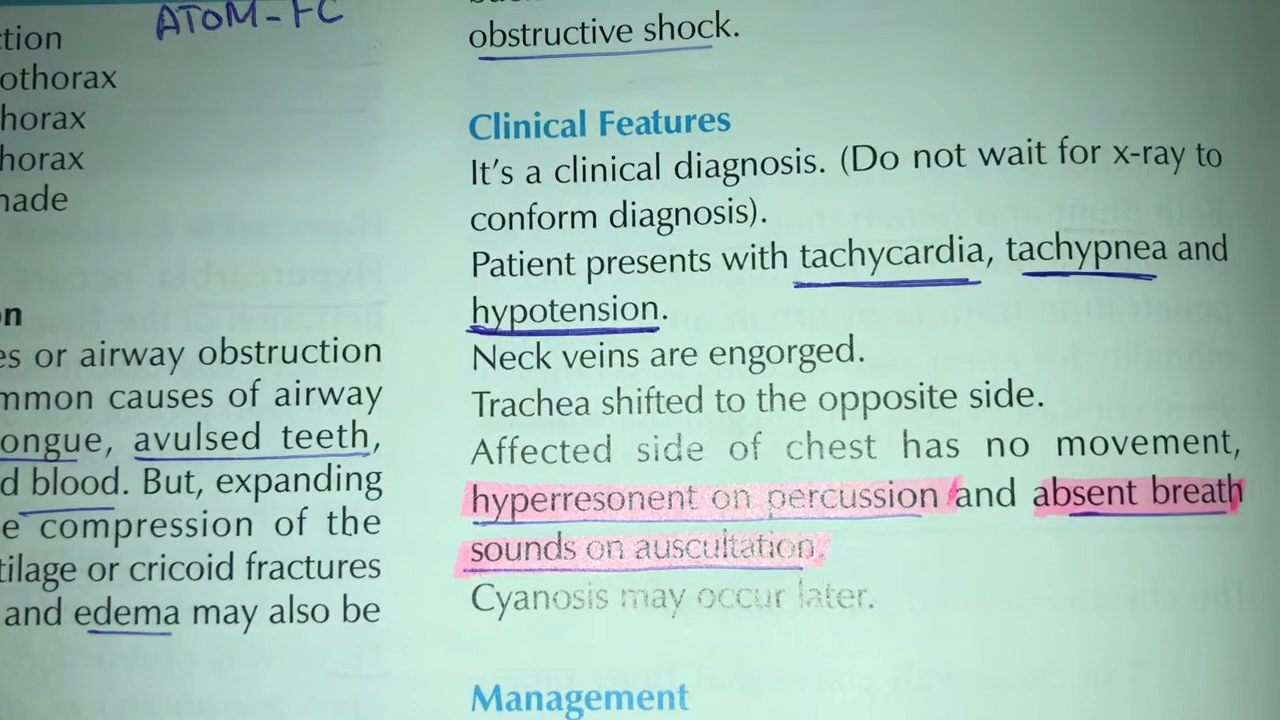 ATOM-FC
ction
othorax
horax
horax
nade
on
es or airway obstruction
mmon causes of airway
ongue, avulsed teeth,
d blood. But, expanding
e compression of the
tilage or cricoid fractures
and edema may also be
obstructive shock.
Clinical Features
It's a clinical diagnosis. (Do not wait for x-ray to
conform diagnosis).
Patient presents with tachycardia, tachypnea and
hypotension.
Neck veins are engorged.
Trachea shifted to the opposite side.
Affected side of chest has no movement,
hyperresonent on percussion and absent breath
sounds on auscultation.
Cyanosis may occur later.
Management